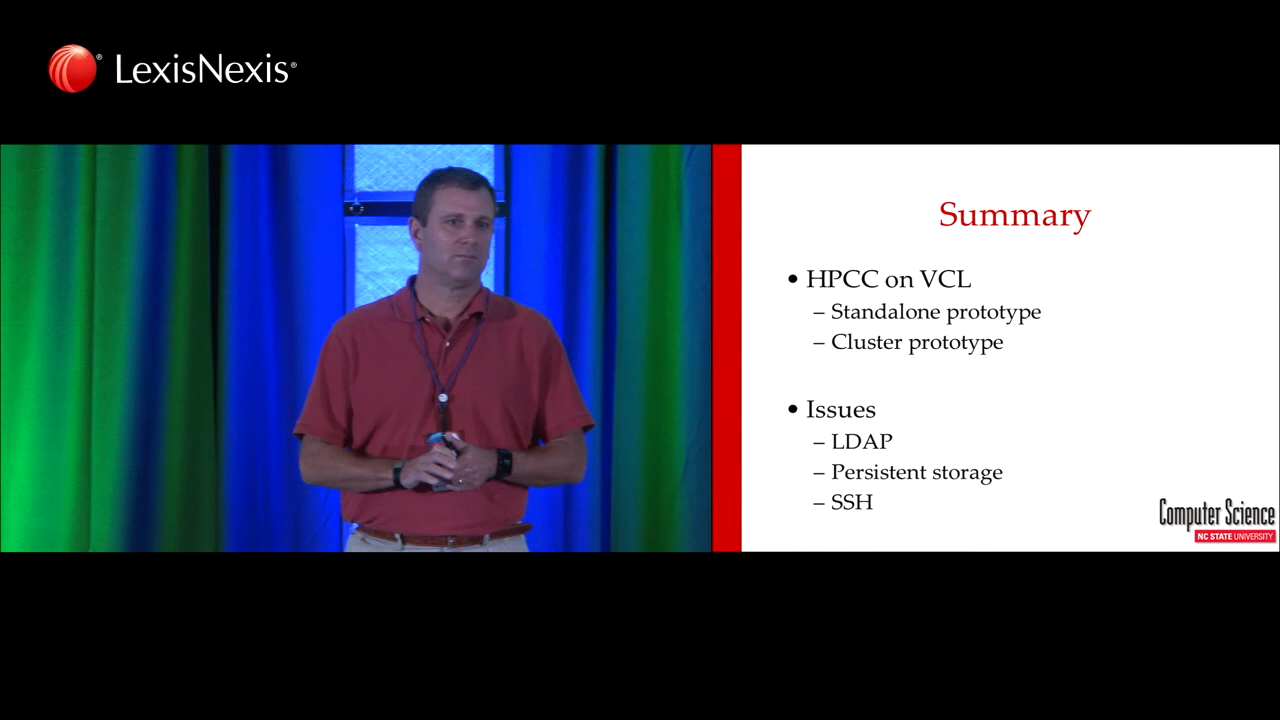 LexisNexis®
Summary
• HPCC on VCL
– Standalone prototype
– Cluster prototype
• Issues
– LDAP
– Persistent storage
– SSH
Computer Science
NC STATE UNIVERSITY